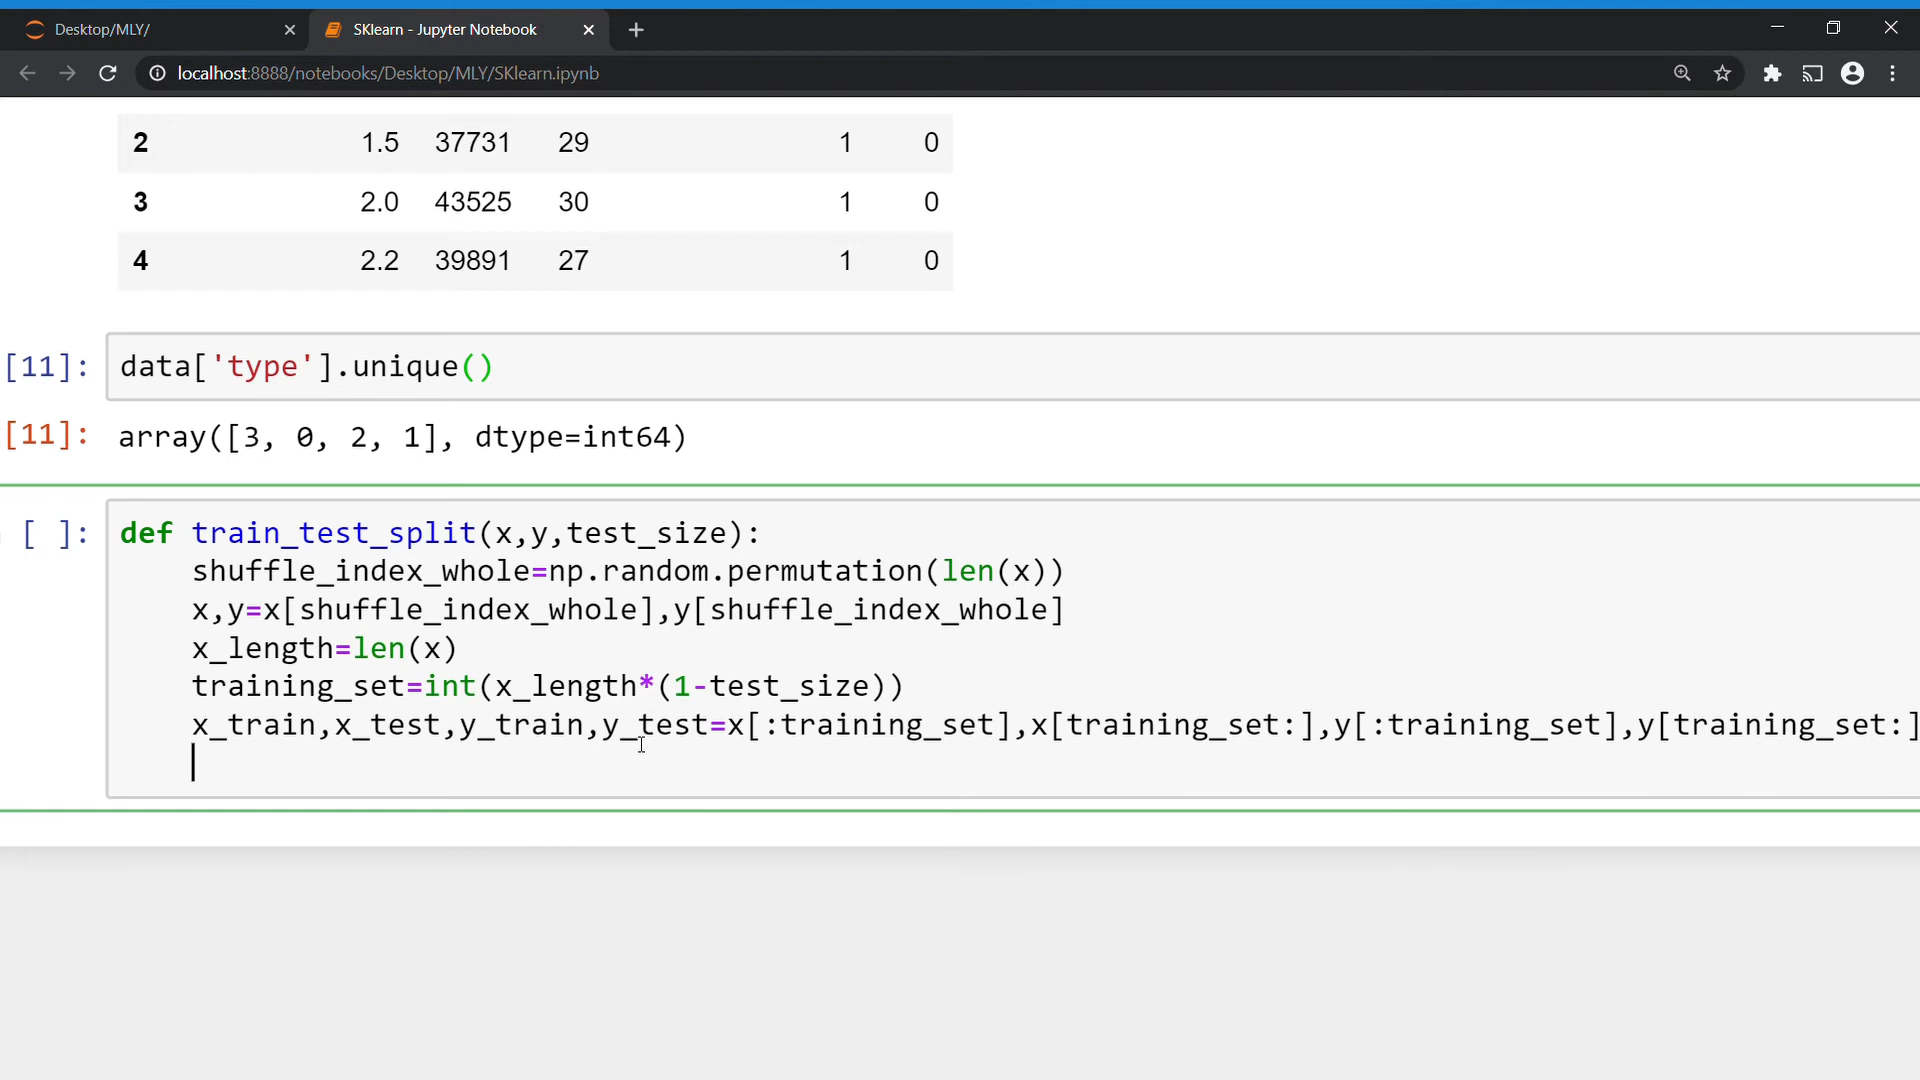 Desktop/MLY/
SKlearn - Jupyter Notebook
localhost:8888/notebooks/Desktop/MLY/SKlearn.ipynb
2 1.5 37731 29 1 0
3 2.0 43525 30 1 0
4 2.2 39891 27 1 0
[11]: data['type'].unique()
[11]: array([3, 0, 2, 1], dtype=int64)
[ ]: def train_test_split(x,y,test_size):
shuffle_index_whole=np.random.permutation(len(x))
x,y=x[shuffle_index_whole],y[shuffle_index_whole]
x_length=len(x)
training_set=int(x_length*(1-test_size))
x_train,x_test,y_train,y_test=x[:training_set],x[training_set:],y[:training_set],y[training_set:]